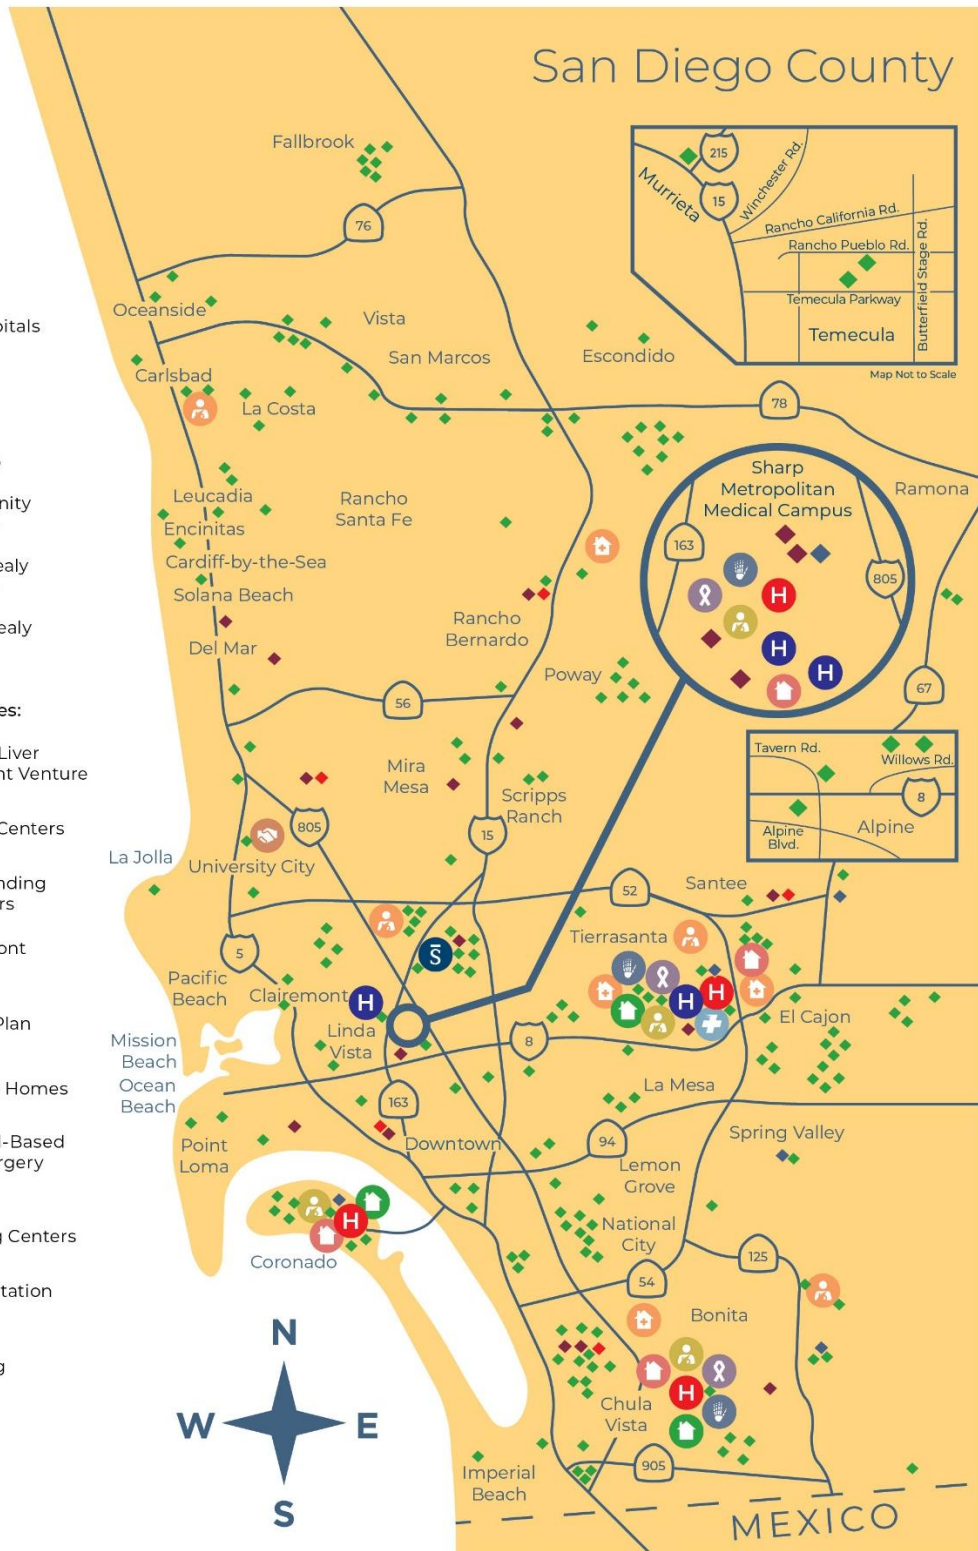 San Diego County
Fallbrook
76
215
15
Murrieta
Winchester Rd.
Rancho California Rd.
Rancho Pueblo Rd.
Butterfield Stage Rd.
Temecula Parkway
Temecula
Map Not to Scale
Oceanside
Vista
San Marcos
Escondido
Carlsbad
La Costa
78
Leucadia
Encinitas
Rancho
Santa Fe
Cardiff-by-the-Sea
Solana Beach
Del Mar
Rancho
Bernardo
Sharp
Metropolitan
Medical Campus
163
805
H
H
H
Ramona
67
Poway
56
Mira
Mesa
Scripps
Ranch
Tavern Rd.
Willows Rd.
8
Alpine
Blvd.
Alpine
805
15
La Jolla
University City
52
Santee
Tierrasanta
S
5
Pacific
Beach
Clairemont
H
H
H
El Cajon
Mission
Beach
Linda
Vista
8
Ocean
Beach
La Mesa
163
Point
Loma
Downtown
94
Spring Valley
Lemon
Grove
H
Coronado
National
City
125
54
Bonita
H
Chula
Vista
905
Imperial
Beach
MEXICO
N
W
E
S
pitals
nity
ealy
ealy
es:
Liver
nt Venture
Centers
nding
rs
ont
Plan
Homes
l-Based
rgery
g Centers
tation
g